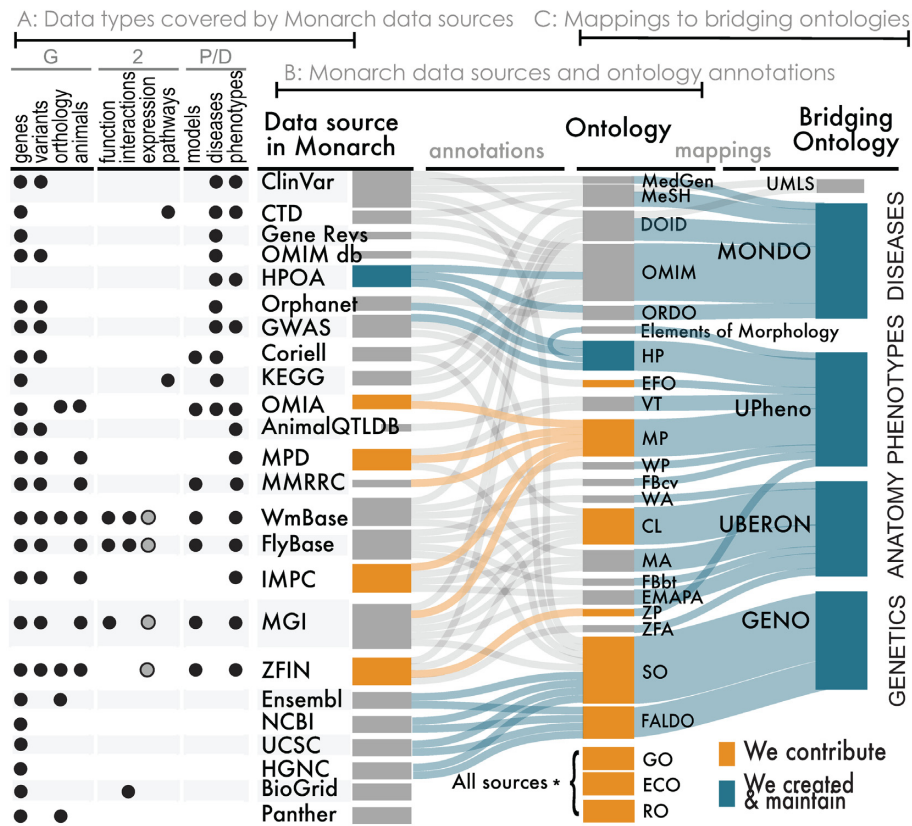 A: Data types covered by Monarch data sources
C: Mappings to bridging ontologies
G
2
P/D
B: Monarch data sources and ontology annotations
genes
variants
orthology
animals
function
interactions
expression
pathways
models
diseases
phenotypes
Data source
in Monarch
annotations
Ontology
mappings
Bridging
Ontology
ClinVar
CTD
Gene Revs
OMIM db
HPOA
Orphanet
GWAS
Coriell
KEGG
OMIA
AnimalQTLDB
MPD
MMRRC
WmBase
FlyBase
IMPC
MGI
ZFIN
Ensembl
NCBI
UCSC
HGNC
BioGrid
Panther
MedGen
MeSH
DOID
OMIM
ORDO
Elements of Morphology
HP
EFO
VT
MP
WP
FBcv
WA
CL
MA
FBbt
EMAPA
ZP
ZFA
SO
FALDO
All sources *
GO
ECO
RO
UMLS
MONDO
UPheno
UBERON
GENO
DISEASES
PHENOTYPES
ANATOMY
GENETICS
We contribute
We created
& maintain